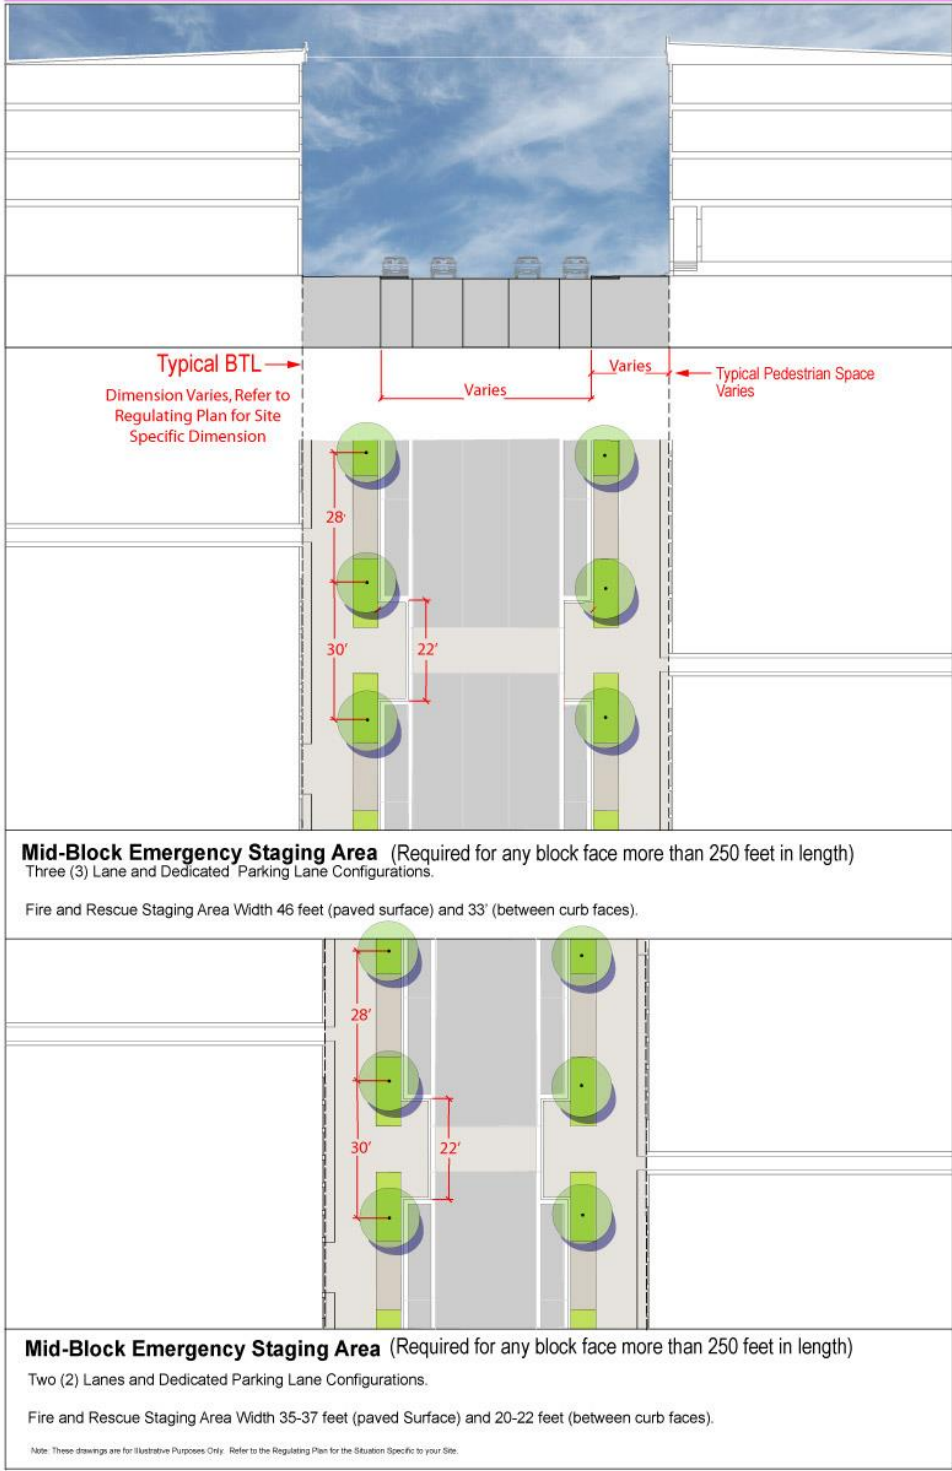 Typical BTL
Dimension Varies, Refer to
Regulating Plan for Site
Specific Dimension
Varies
Varies
Typical Pedestrian Space
Varies
28'
30'
22'
Mid-Block Emergency Staging Area (Required for any block face more than 250 feet in length)
Three (3) Lane and Dedicated Parking Lane Configurations.
Fire and Rescue Staging Area Width 46 feet (paved surface) and 33' (between curb faces).
28'
30'
22'
Mid-Block Emergency Staging Area (Required for any block face more than 250 feet in length)
Two (2) Lanes and Dedicated Parking Lane Configurations.
Fire and Rescue Staging Area Width 35-37 feet (paved Surface) and 20-22 feet (between curb faces).
Note: These drawings are for Illustrative Purposes Only. Refer to the Regulating Plan for the Situation Specific to your Site.